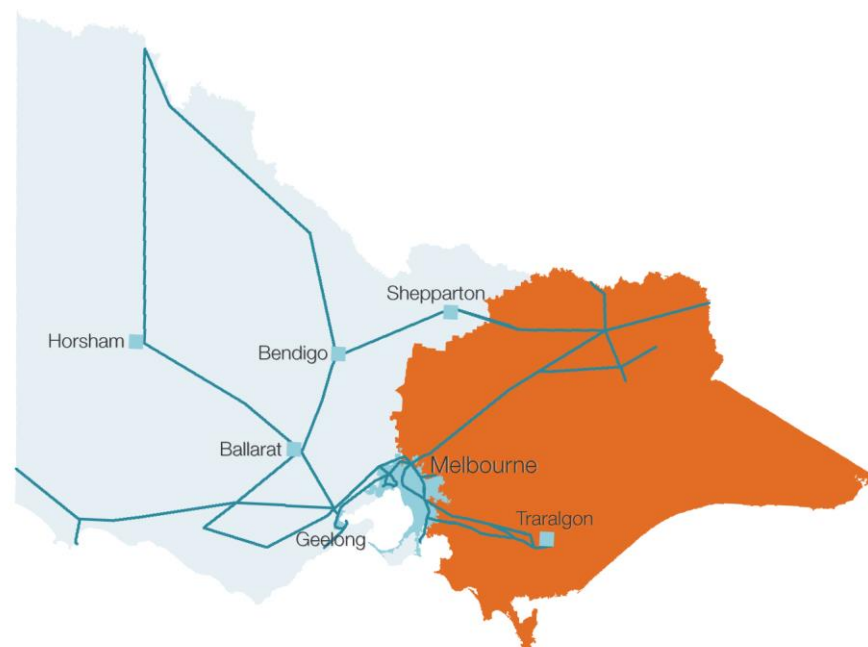 Shepparton
Horsham
Bendigo
Ballarat
Melbourne
Traralgon
Geelong